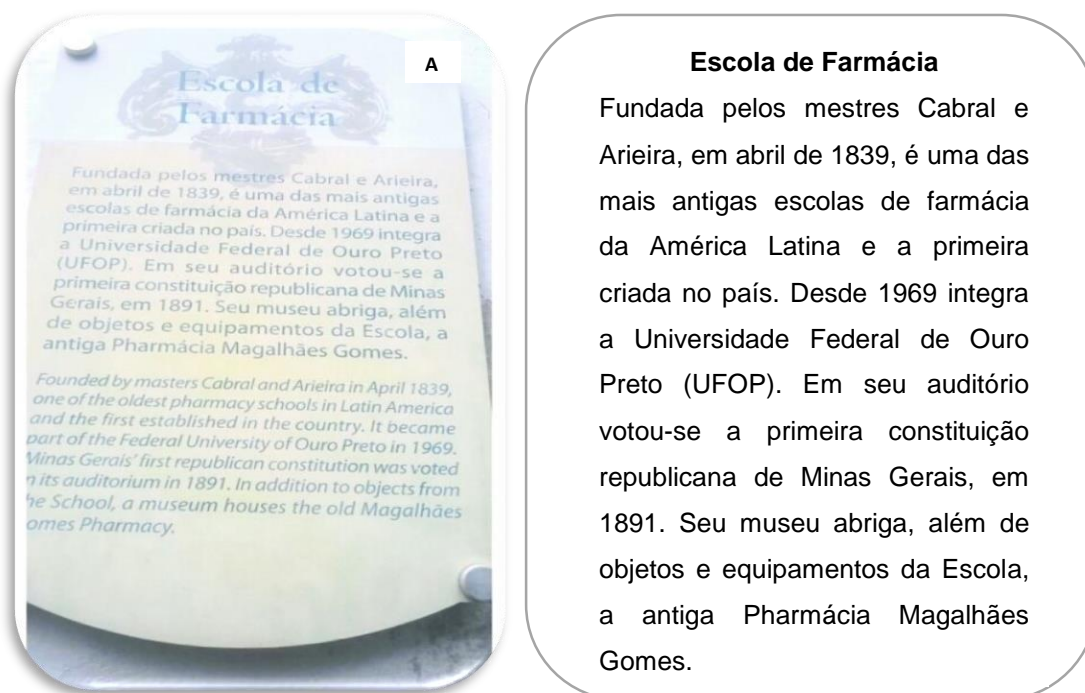 A
Escola de
Farmácia
Fundada pelos mestres Cabral e Arieira,
em abril de 1839, é uma das mais antigas
escolas de farmácia da América Latina e a
primeira criada no país. Desde 1969 integra
a Universidade Federal de Ouro Preto
(UFOP). Em seu auditório votou-se a
primeira constituição republicana de Minas
Gerais, em 1891. Seu museu abriga, além
de objetos e equipamentos da Escola, a
antiga Pharmácia Magalhães Gomes.
Founded by masters Cabral and Arieira in April 1839,
one of the oldest pharmacy schools in Latin America
and the first established in the country. It became
part of the Federal University of Ouro Preto in 1969.
Minas Gerais' first republican constitution was voted
n its auditorium in 1891. In addition to objects from
he School, a museum houses the old Magalhães
omes Pharmacy.
Escola de Farmácia
Fundada pelos mestres Cabral e
Arieira, em abril de 1839, é uma das
mais antigas escolas de farmácia
da América Latina e a primeira
criada no país. Desde 1969 integra
a Universidade Federal de Ouro
Preto (UFOP). Em seu auditório
votou-se a primeira constituição
republicana de Minas Gerais, em
1891. Seu museu abriga, além de
objetos e equipamentos da Escola,
a antiga Pharmácia Magalhães
Gomes.